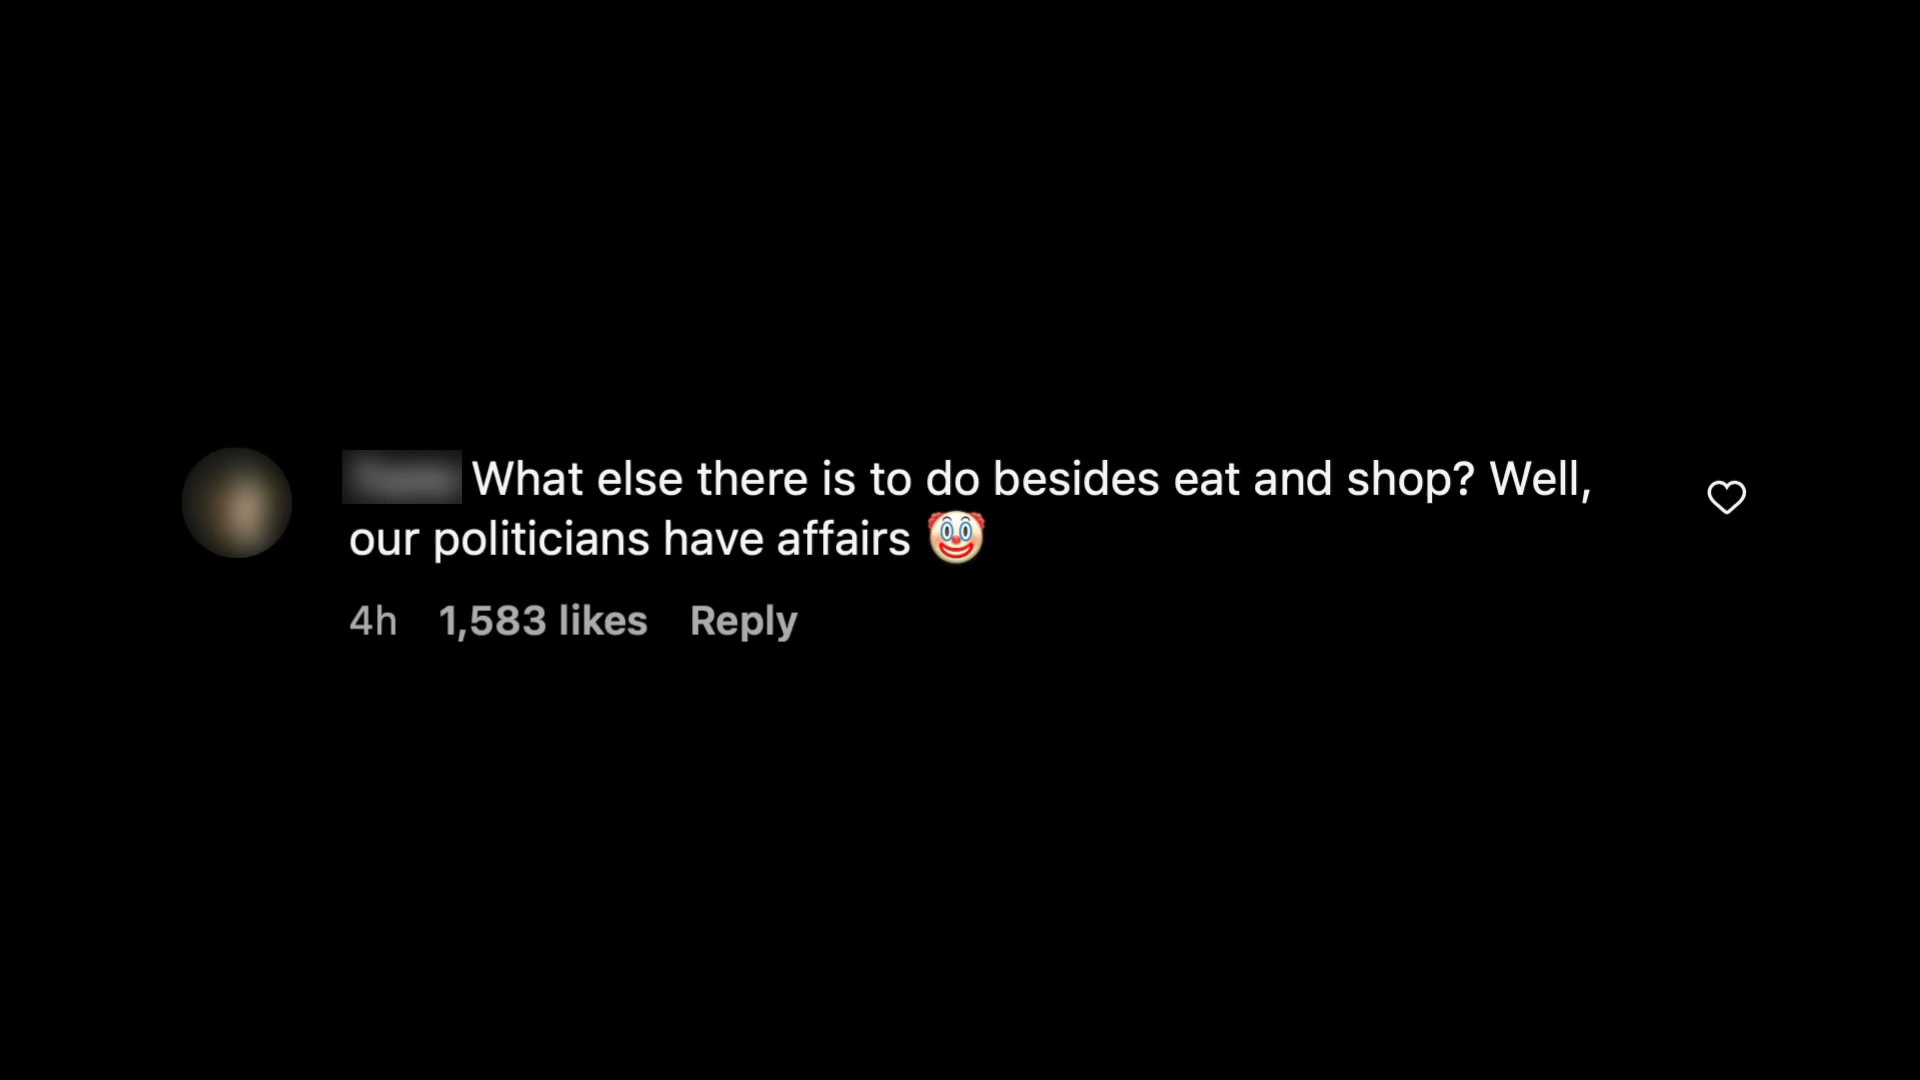 What else there is to do besides eat and shop? Well,
our politicians have affairs 🤡
4h 1,583 likes Reply